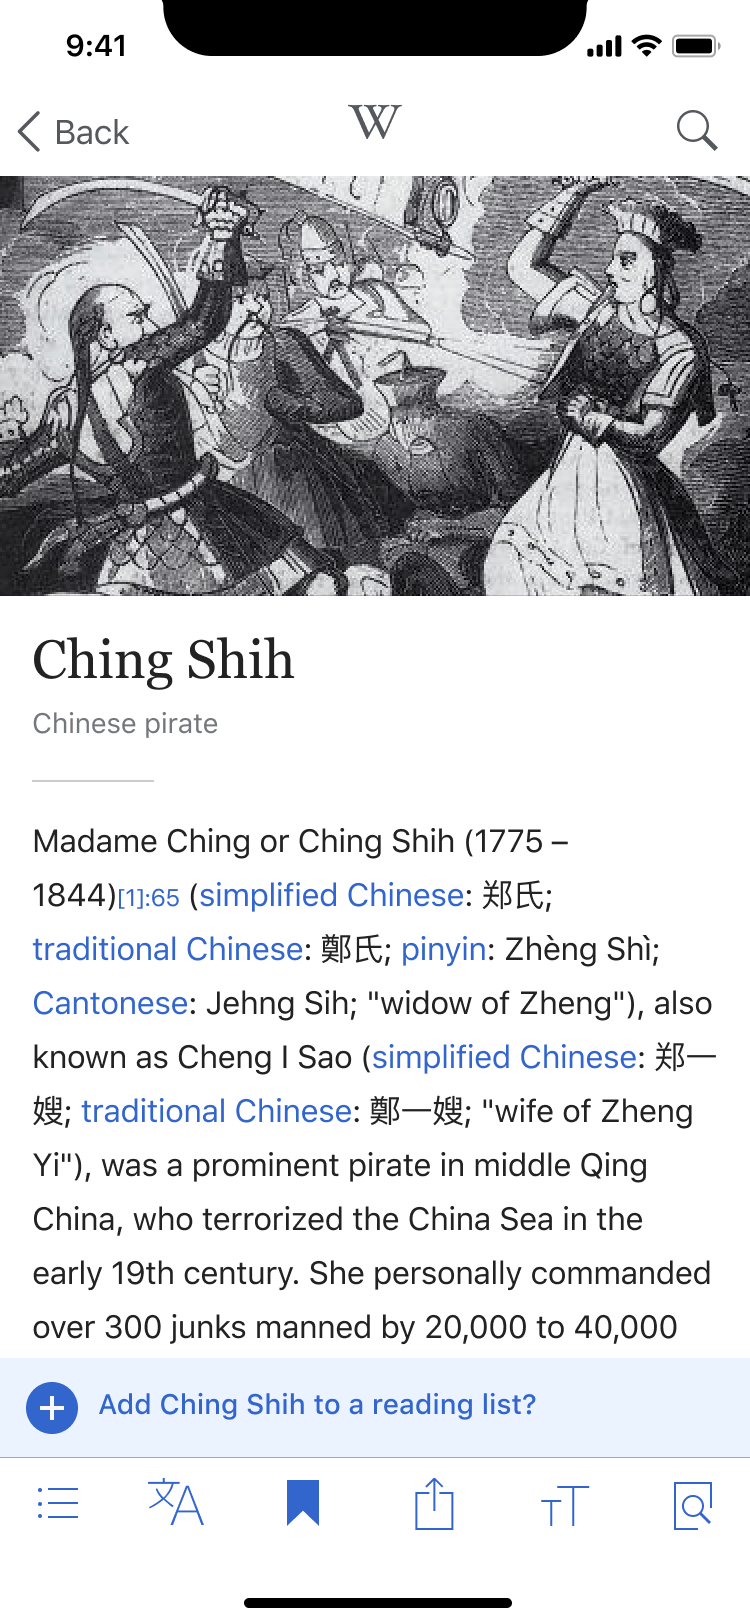 9:41
Back
W
Ching Shih
Chinese pirate
Madame Ching or Ching Shih (1775 –
1844)[1]:65 (simplified Chinese: 郑氏;
traditional Chinese: 鄭氏; pinyin: Zhèng Shì;
Cantonese: Jehng Sih; "widow of Zheng"), also
known as Cheng I Sao (simplified Chinese: 郑一
嫂; traditional Chinese: 鄭一嫂; "wife of Zheng
Yi"), was a prominent pirate in middle Qing
China, who terrorized the China Sea in the
early 19th century. She personally commanded
over 300 junks manned by 20,000 to 40,000
Add Ching Shih to a reading list?
文A
TT